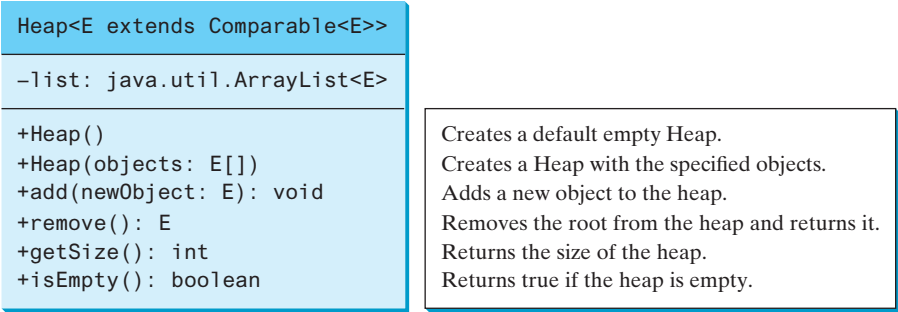 Heap<E extends Comparable<E>>
–list: java.util.ArrayList<E>
+Heap()
+Heap(objects: E[])
+add(newObject: E): void
+remove(): E
+getSize(): int
+isEmpty(): boolean
Creates a default empty Heap.
Creates a Heap with the specified objects.
Adds a new object to the heap.
Removes the root from the heap and returns it.
Returns the size of the heap.
Returns true if the heap is empty.